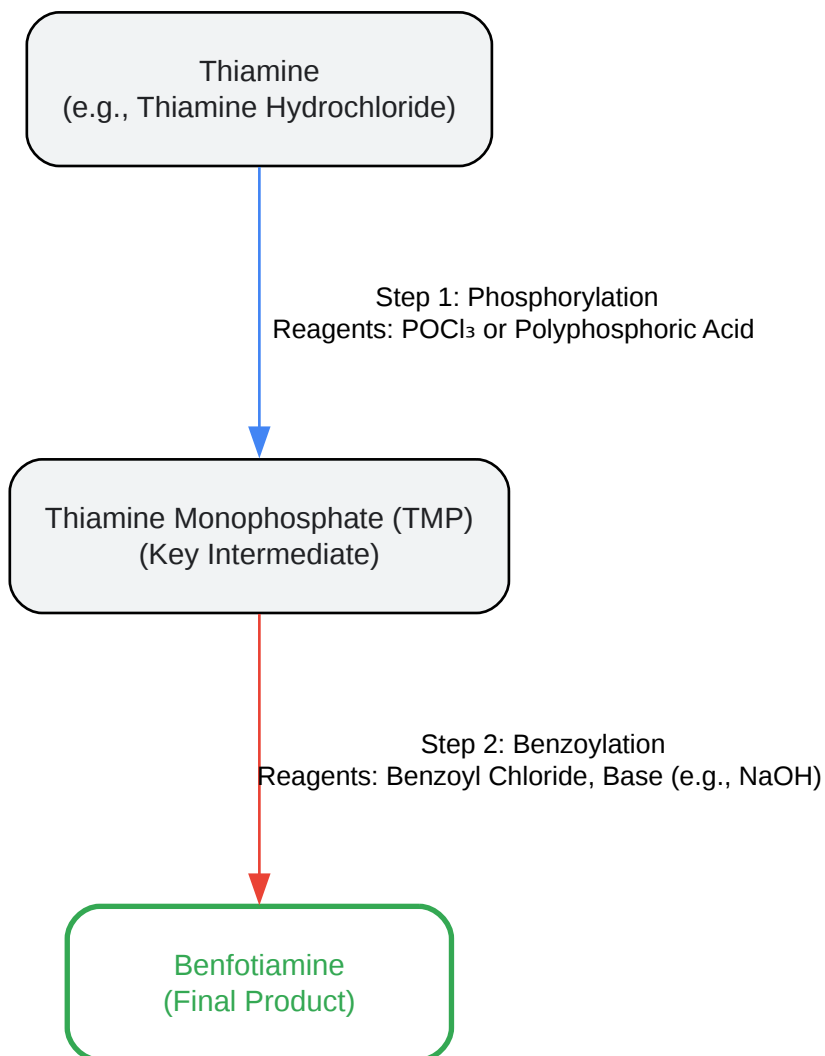 Thiamine
(e.g., Thiamine Hydrochloride)
Step 1: Phosphorylation
Reagents: POCl₃ or Polyphosphoric Acid
Thiamine Monophosphate (TMP)
(Key Intermediate)
Step 2: Benzoylation
Reagents: Benzoyl Chloride, Base (e.g., NaOH)
Benfotiamine
(Final Product)